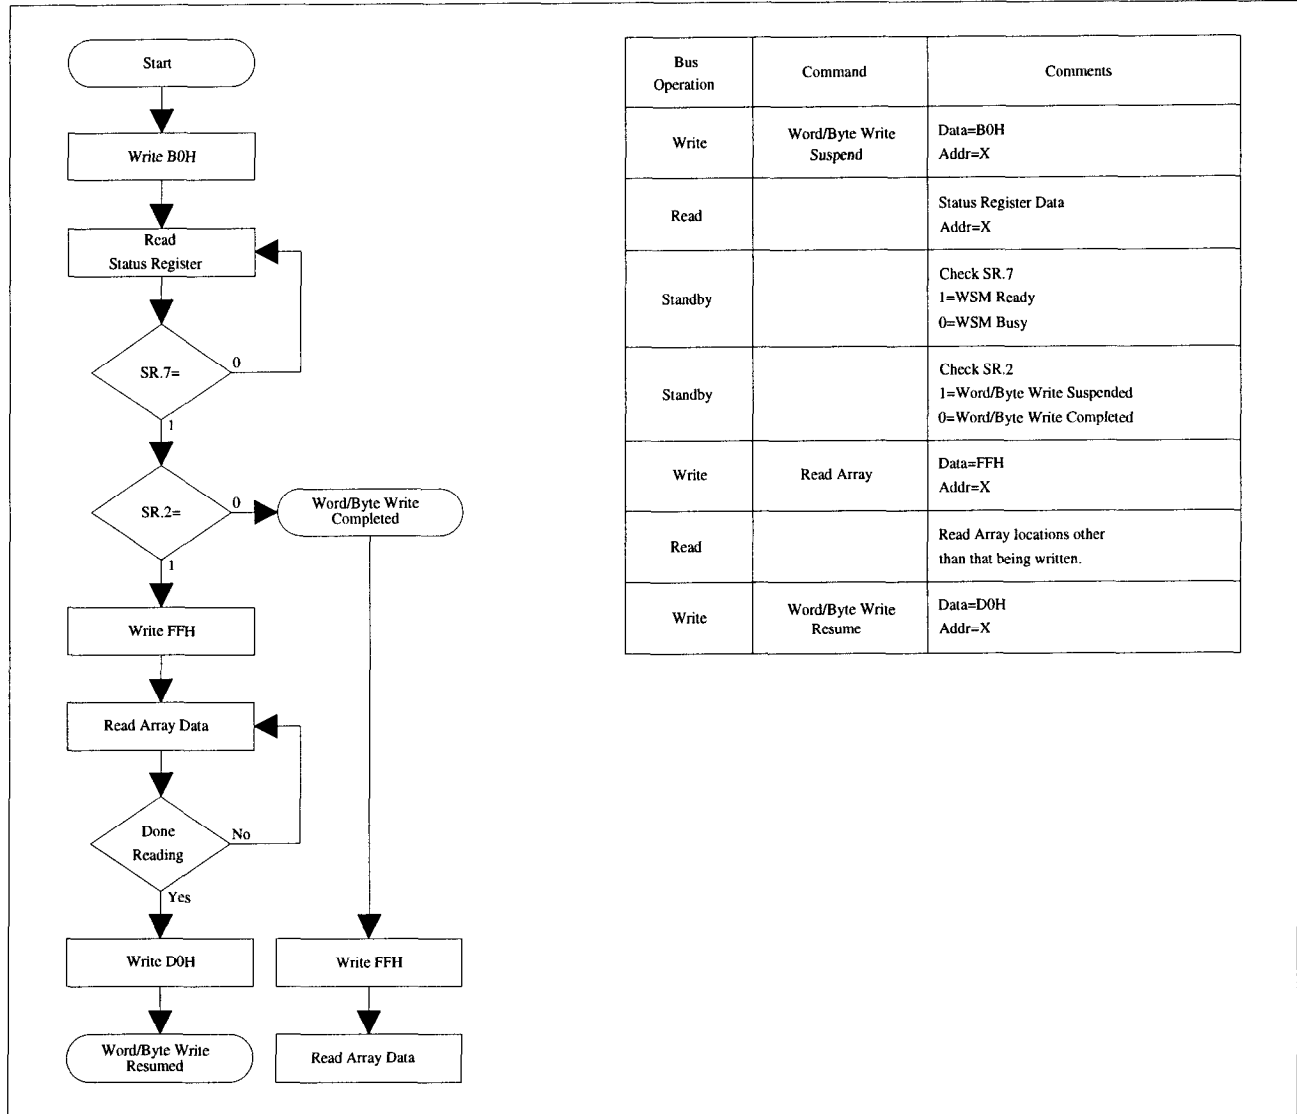 Start
Write B0H
Read
Status Register
SR.7=
0
1
SR.2=
0
1
Word/Byte Write
Completed
Write FFH
Read Array Data
Done
Reading
No
Yes
Write D0H
Write FFH
Word/Byte Write
Resumed
Read Array Data
Bus
Operation
Command
Comments
Write
Word/Byte Write
Suspend
Data=B0H
Addr=X
Read
Status Register Data
Addr=X
Standby
Check SR.7
1=WSM Ready
0=WSM Busy
Standby
Check SR.2
1=Word/Byte Write Suspended
0=Word/Byte Write Completed
Write
Read Array
Data=FFH
Addr=X
Read
Read Array locations other
than that being written.
Write
Word/Byte Write
Resume
Data=D0H
Addr=X